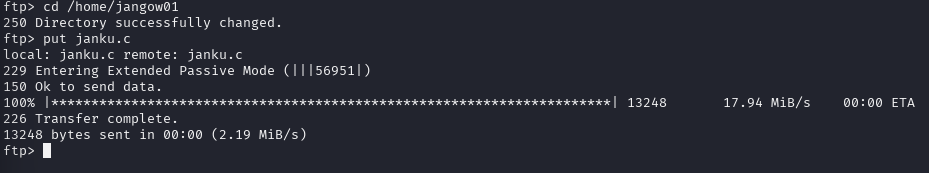 ftp> cd /home/jangow01
250 Directory successfully changed.
ftp> put janku.c
local: janku.c remote: janku.c
229 Entering Extended Passive Mode (|||56951|)
150 Ok to send data.
100% |***********************************************************************| 13248       17.94 MiB/s    00:00 ETA
226 Transfer complete.
13248 bytes sent in 00:00 (2.19 MiB/s)
ftp>